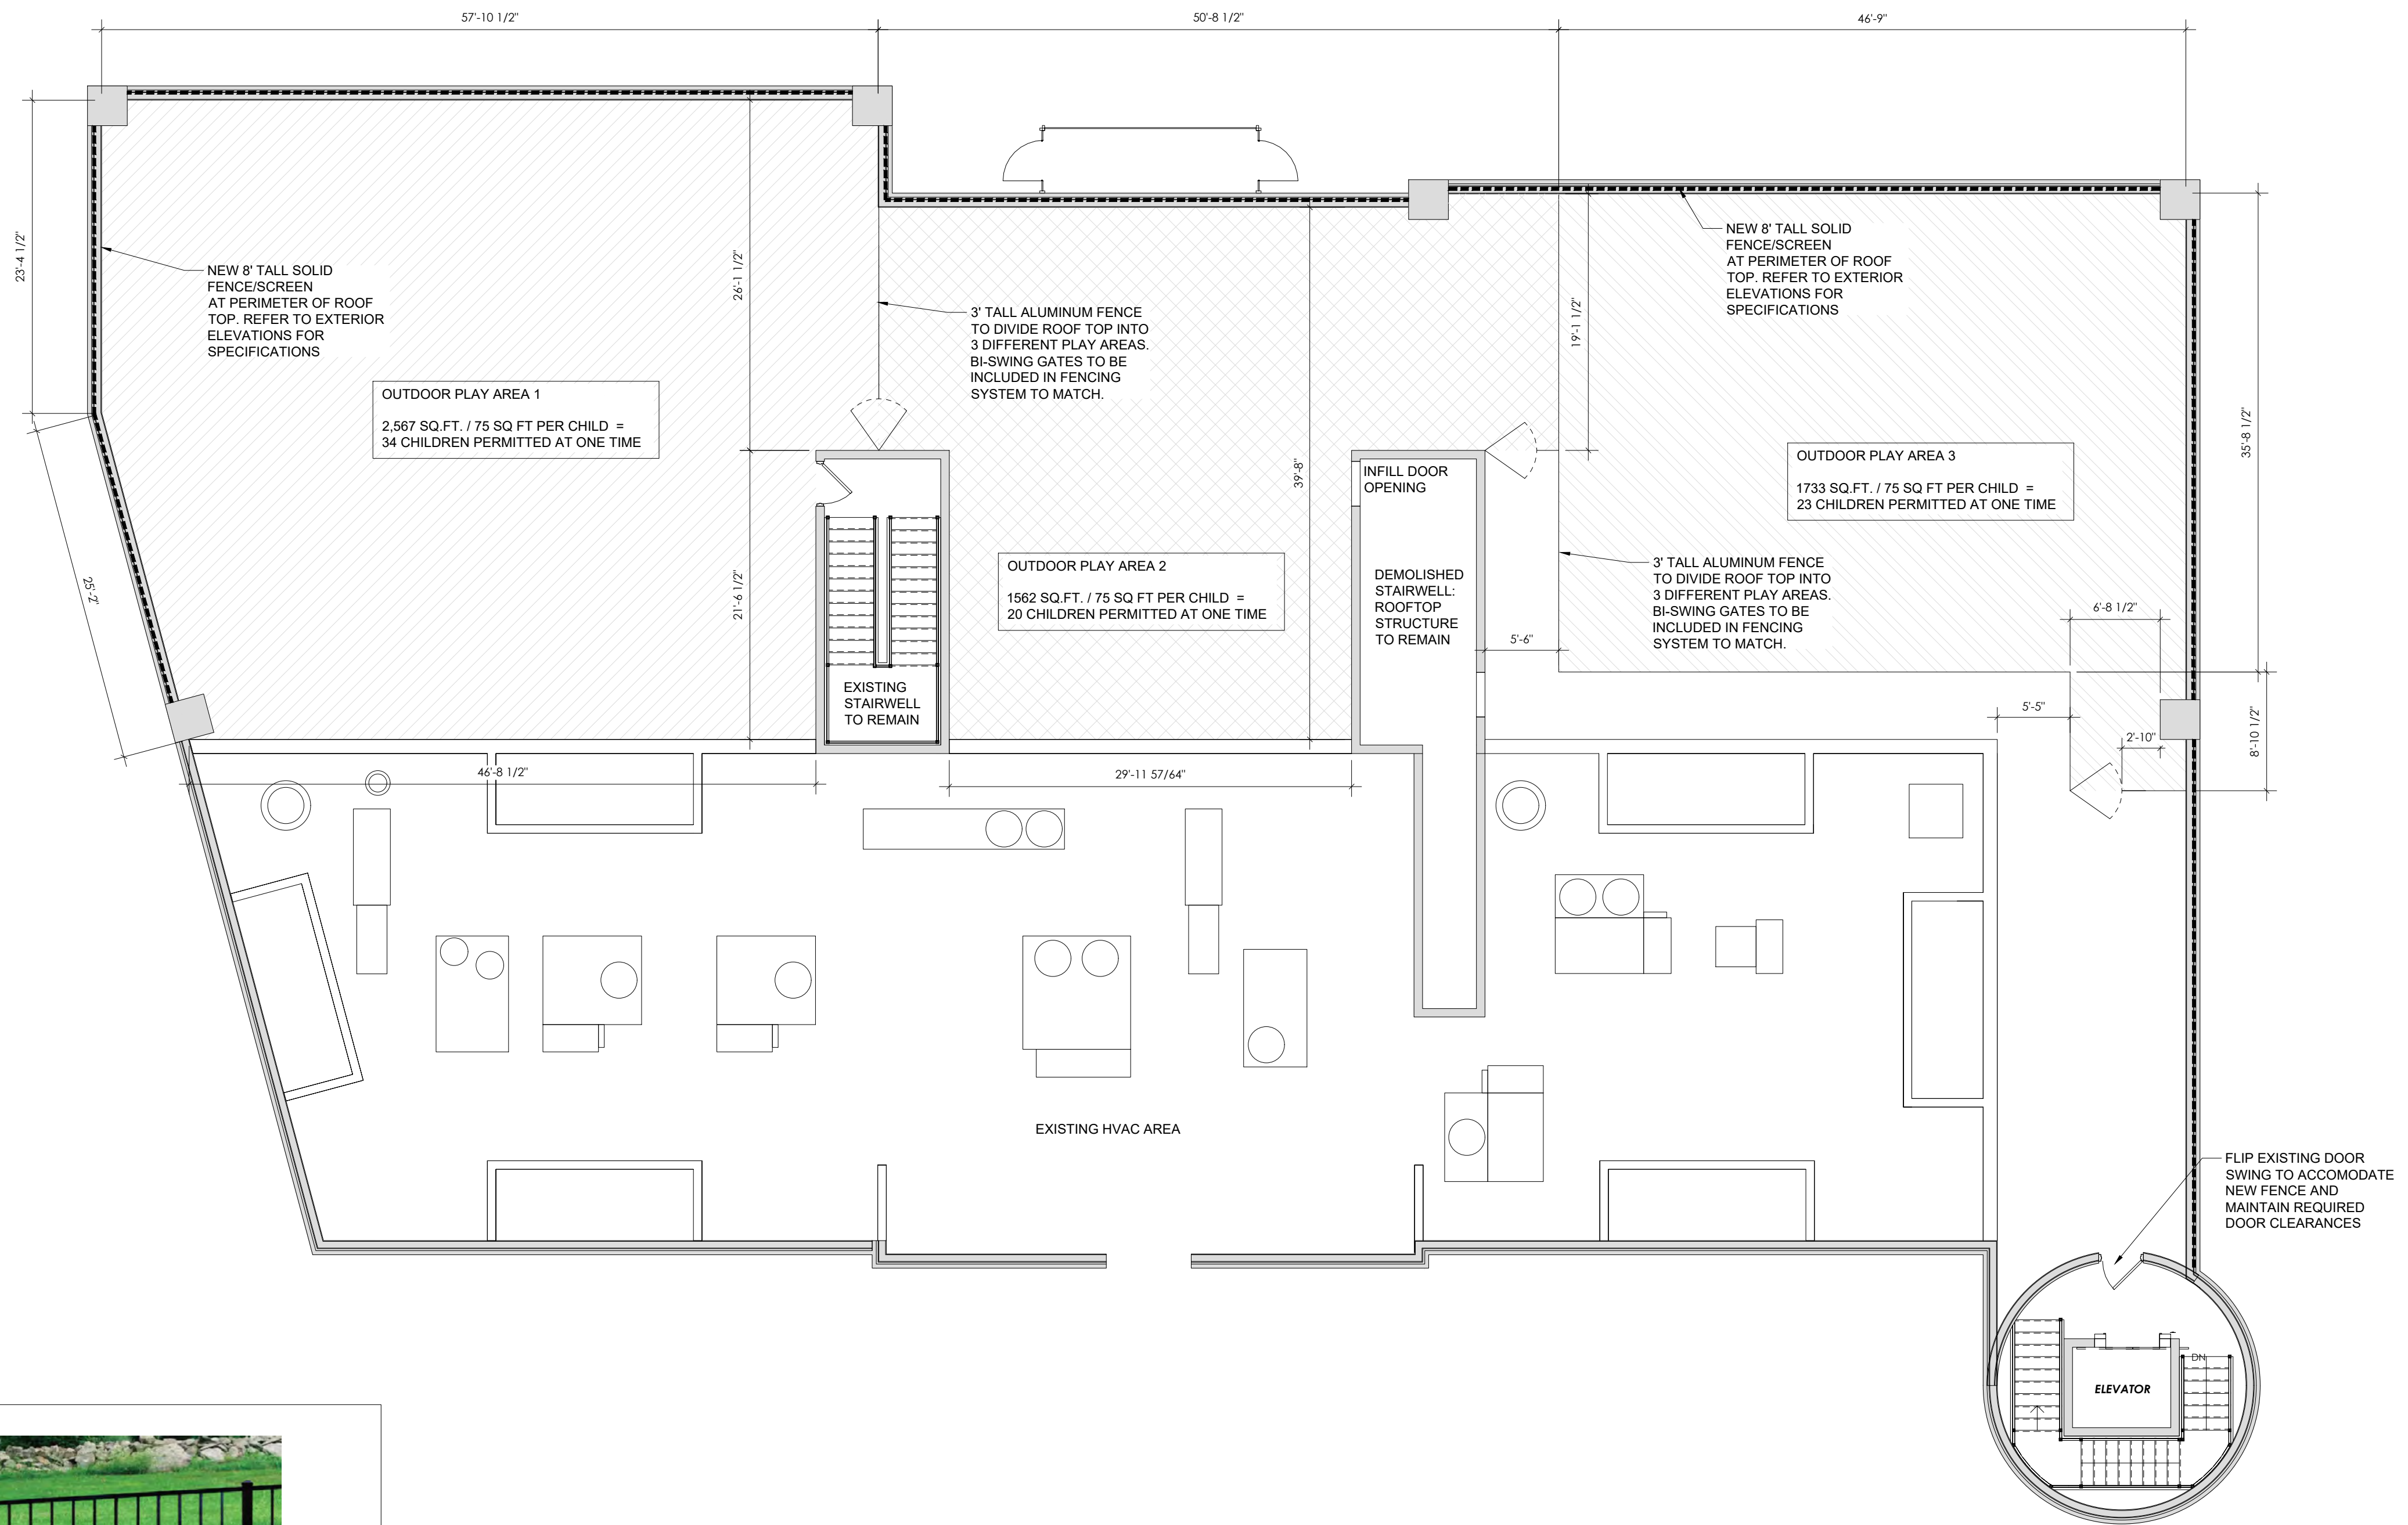 57'-10 1/2"
50'-8 1/2"
46'-9"
23'-4 1/2"
NEW 8' TALL SOLID
FENCE/SCREEN
AT PERIMETER OF ROOF
TOP. REFER TO EXTERIOR
ELEVATIONS FOR
SPECIFICATIONS
26'-1 1/2"
3' TALL ALUMINUM FENCE
TO DIVIDE ROOF TOP INTO
3 DIFFERENT PLAY AREAS.
BI-SWING GATES TO BE
INCLUDED IN FENCING
SYSTEM TO MATCH.
19'-1 1/2"
NEW 8' TALL SOLID
FENCE/SCREEN
AT PERIMETER OF ROOF
TOP. REFER TO EXTERIOR
ELEVATIONS FOR
SPECIFICATIONS
35'-8 1/2"
OUTDOOR PLAY AREA 1
2,567 SQ.FT. / 75 SQ FT PER CHILD =
34 CHILDREN PERMITTED AT ONE TIME
39'-8"
INFILL DOOR
OPENING
OUTDOOR PLAY AREA 3
1733 SQ.FT. / 75 SQ FT PER CHILD =
23 CHILDREN PERMITTED AT ONE TIME
25'-2"
21'-6 1/2"
OUTDOOR PLAY AREA 2
1562 SQ.FT. / 75 SQ FT PER CHILD =
20 CHILDREN PERMITTED AT ONE TIME
DEMOLISHED
STAIRWELL:
ROOFTOP
STRUCTURE
TO REMAIN
5'-6"
3' TALL ALUMINUM FENCE
TO DIVIDE ROOF TOP INTO
3 DIFFERENT PLAY AREAS.
BI-SWING GATES TO BE
INCLUDED IN FENCING
SYSTEM TO MATCH.
6'-8 1/2"
EXISTING
STAIRWELL
TO REMAIN
5'-5"
2'-10"
8'-10 1/2"
46'-8 1/2"
29'-11 57/64"
EXISTING HVAC AREA
FLIP EXISTING DOOR
SWING TO ACCOMODATE
NEW FENCE AND
MAINTAIN REQUIRED
DOOR CLEARANCES
DN
ELEVATOR